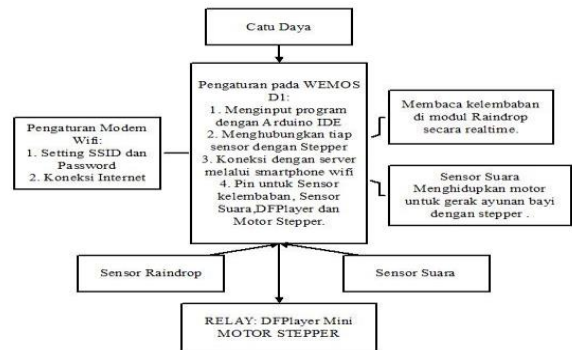 Catu Daya
Pengaturan pada WEMOS
D1:
1. Menginput program
dengan Arduino IDE
2. Menghubungkan tiap
sensor dengan Stepper
3. Koneksi dengan server
melalui smartphone wifi
4. Pin untuk Sensor
kelembaban, Sensor
Suara,DFPlayer dan
Motor Stepper.
Pengaturan Modem
Wifi:
1. Setting SSID dan
Password
2. Koneksi Internet
Membaca kelembaban
di modul Raindrop
secara realtime.
Sensor Suara
Menghidupkan motor
untuk gerak ayunan bayi
dengan stepper .
Sensor Raindrop
Sensor Suara
RELAY: DFPlayer Mini
MOTOR STEPPER